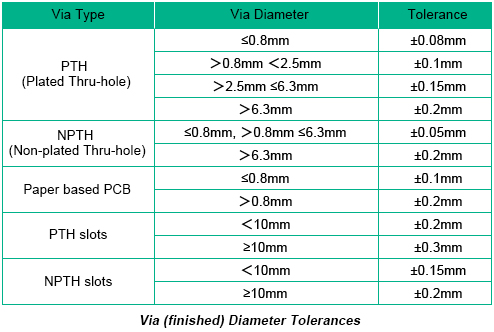 Via Type Via Diameter Tolerance
PTH
(Plated Thru-hole)
≤0.8mm ±0.08mm
＞0.8mm ＜2.5mm ±0.1mm
＞2.5mm ≤6.3mm ±0.15mm
＞6.3mm ±0.2mm
NPTH
(Non-plated Thru-hole)
≤0.8mm, ＞0.8mm ≤6.3mm ±0.05mm
＞6.3mm ±0.2mm
Paper based PCB
≤0.8mm ±0.1mm
＞0.8mm ±0.2mm
PTH slots
＜10mm ±0.2mm
≥10mm ±0.3mm
NPTH slots
＜10mm ±0.15mm
≥10mm ±0.2mm
Via (finished) Diameter Tolerances